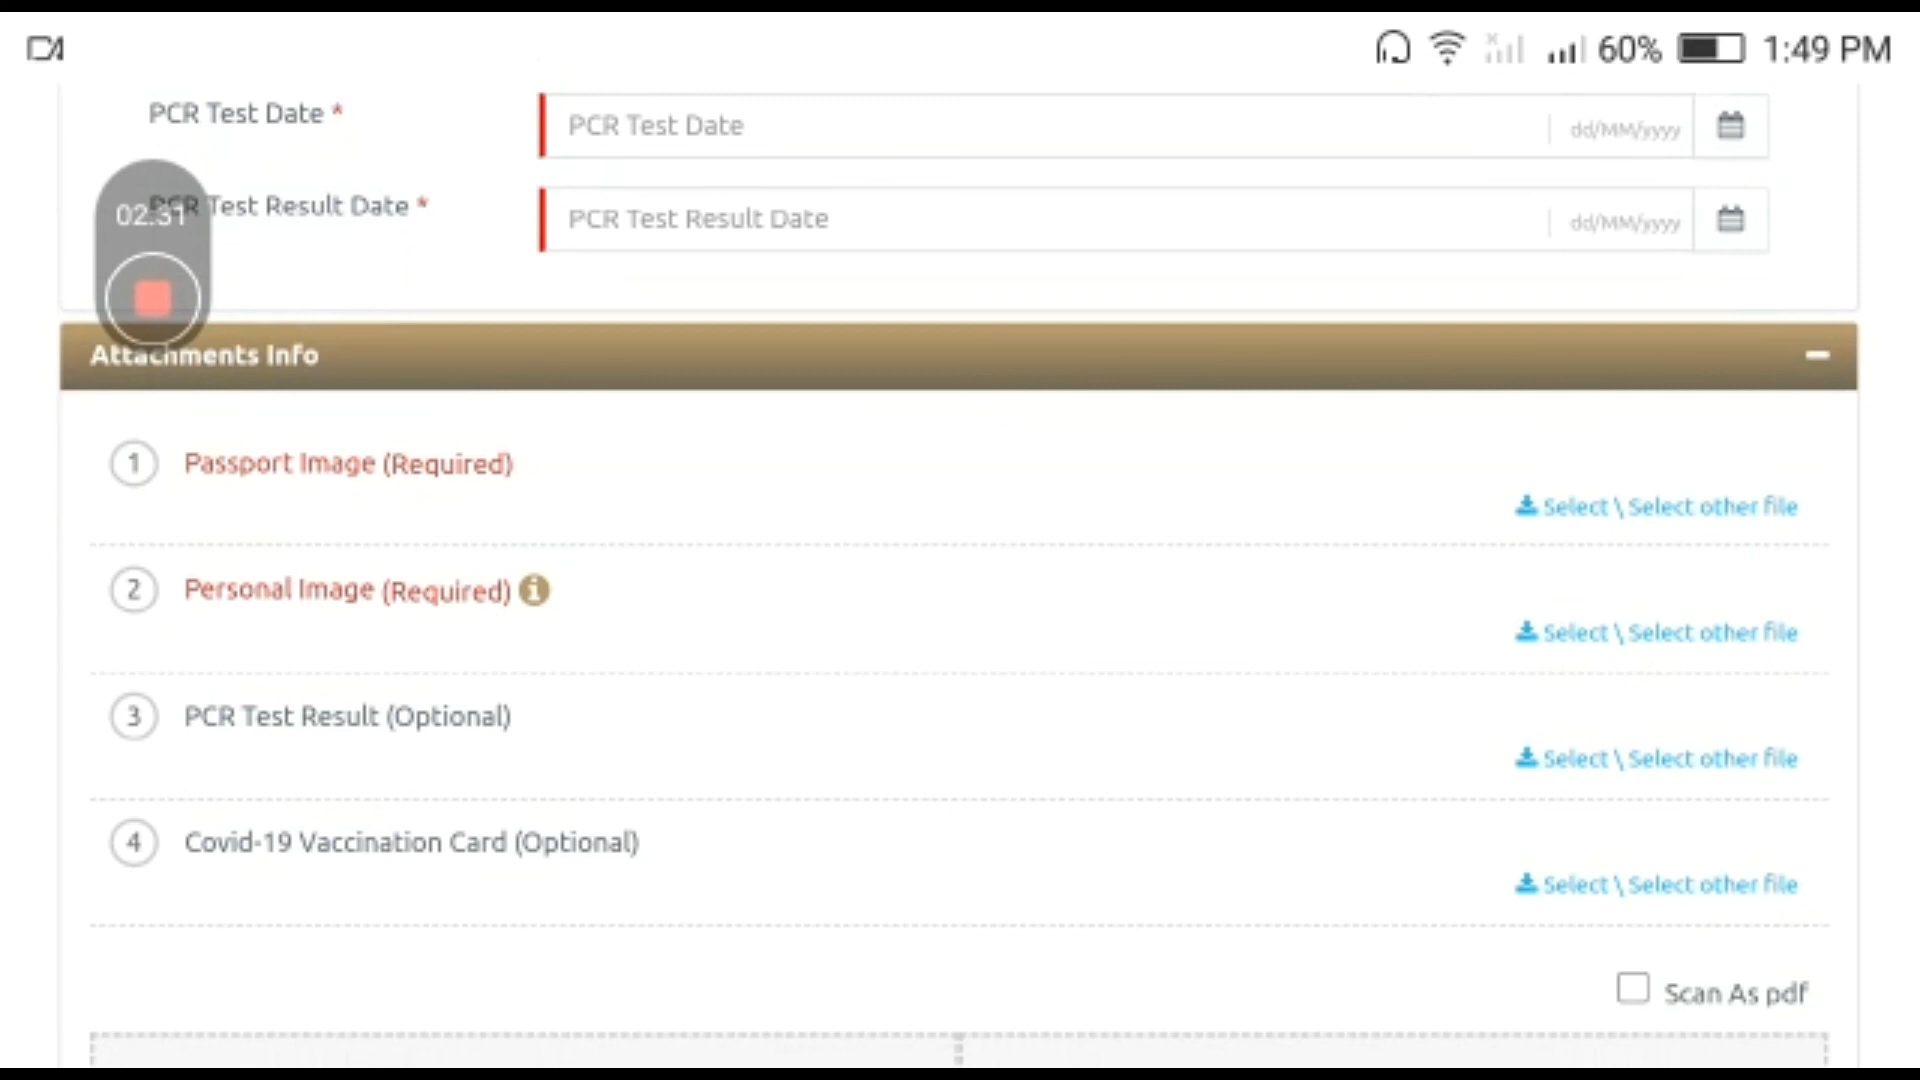 60% 1:49 PM
PCR Test Date * PCR Test Date dd/MM/yyyy
02:31
PCR Test Result Date * PCR Test Result Date dd/MM/yyyy
Attachments Info
1 Passport Image (Required)
Select \ Select other file
2 Personal Image (Required)
Select \ Select other file
3 PCR Test Result (Optional)
Select \ Select other file
4 Covid-19 Vaccination Card (Optional)
Select \ Select other file
Scan As pdf